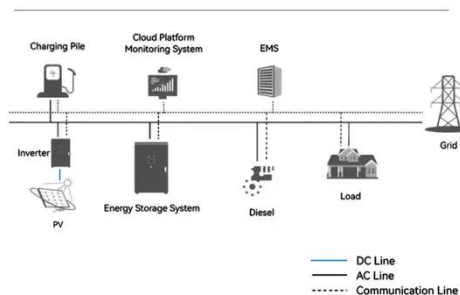 Charging Pile
Cloud Platform
Monitoring System
EMS
Inverter
Grid
PV
Energy Storage System
Diesel
Load
DC Line
AC Line
Communication Line